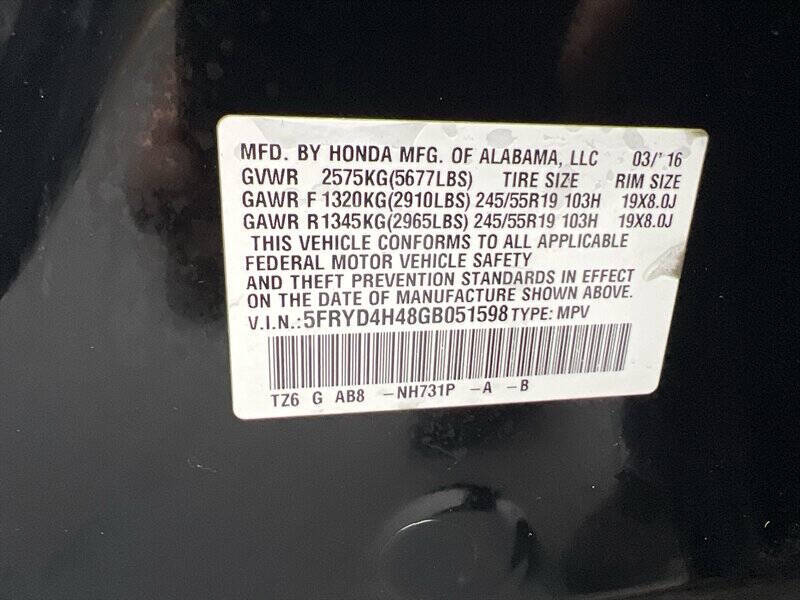 MFD. BY HONDA MFG. OF ALABAMA, LLC 03/'16
GVWR 2575KG(5677LBS) TIRE SIZE RIM SIZE
GAWR F 1320KG(2910LBS) 245/55R19 103H 19X8.0J
GAWR R 1345KG(2965LBS) 245/55R19 103H 19X8.0J
THIS VEHICLE CONFORMS TO ALL APPLICABLE
FEDERAL MOTOR VEHICLE SAFETY
AND THEFT PREVENTION STANDARDS IN EFFECT
ON THE DATE OF MANUFACTURE SHOWN ABOVE.
V.I.N.:5FRYD4H48GB051598 TYPE: MPV
TZ6 G AB8 -NH731P -A -B